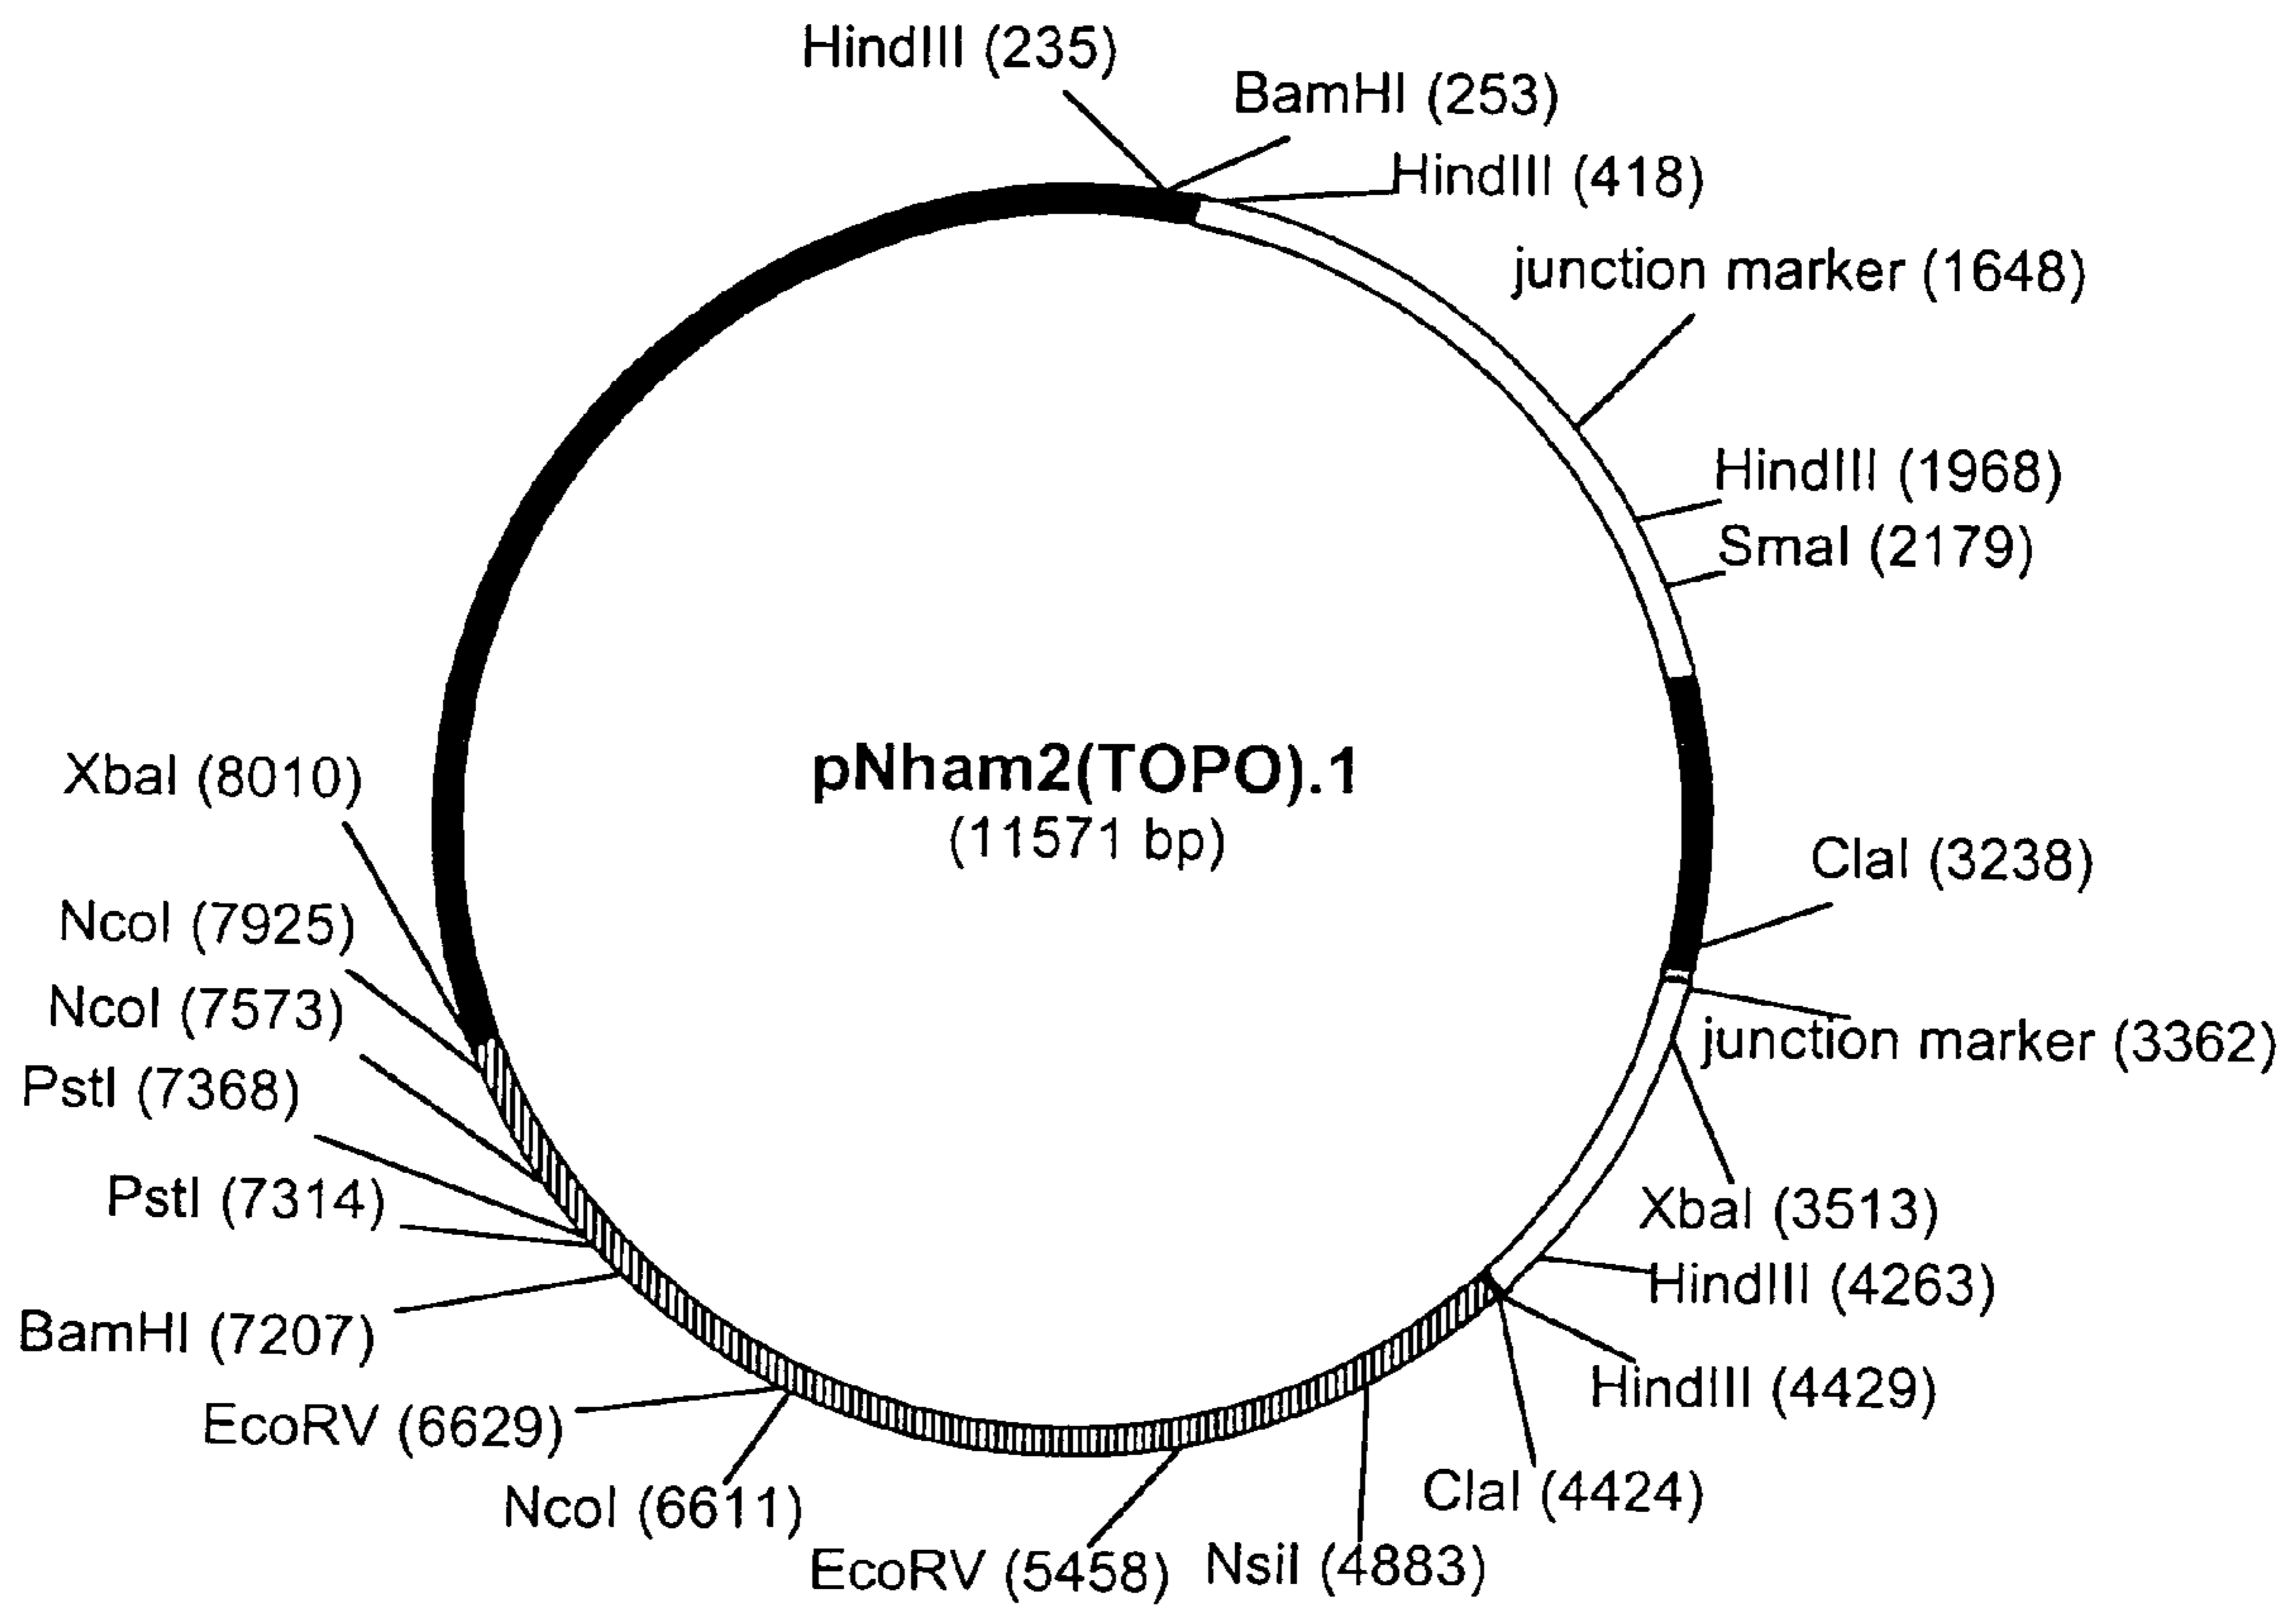 HindIII (235)
BamHI (253)
HindIII (418)
junction marker (1648)
HindIII (1968)
SmaI (2179)
ClaI (3238)
junction marker (3362)
XbaI (3513)
HindIII (4263)
HindIII (4429)
ClaI (4424)
NsiI (4883)
EcoRV (5458)
NcoI (6611)
EcoRV (6629)
BamHI (7207)
PstI (7314)
PstI (7368)
NcoI (7573)
NcoI (7925)
XbaI (8010)
pNham2(TOPO).1
(11571 bp)